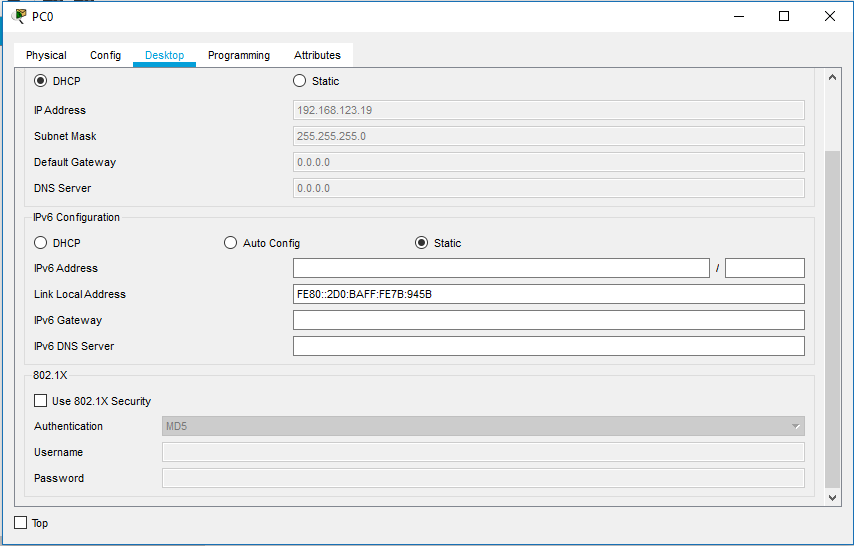 PC0
Physical Config Desktop Programming Attributes
DHCP Static
IP Address 192.168.123.19
Subnet Mask 255.255.255.0
Default Gateway 0.0.0.0
DNS Server 0.0.0.0
IPv6 Configuration
DHCP Auto Config Static
IPv6 Address /
Link Local Address FE80::2D0:BAFF:FE7B:945B
IPv6 Gateway
IPv6 DNS Server
802.1X
Use 802.1X Security
Authentication MD5
Username
Password
Top